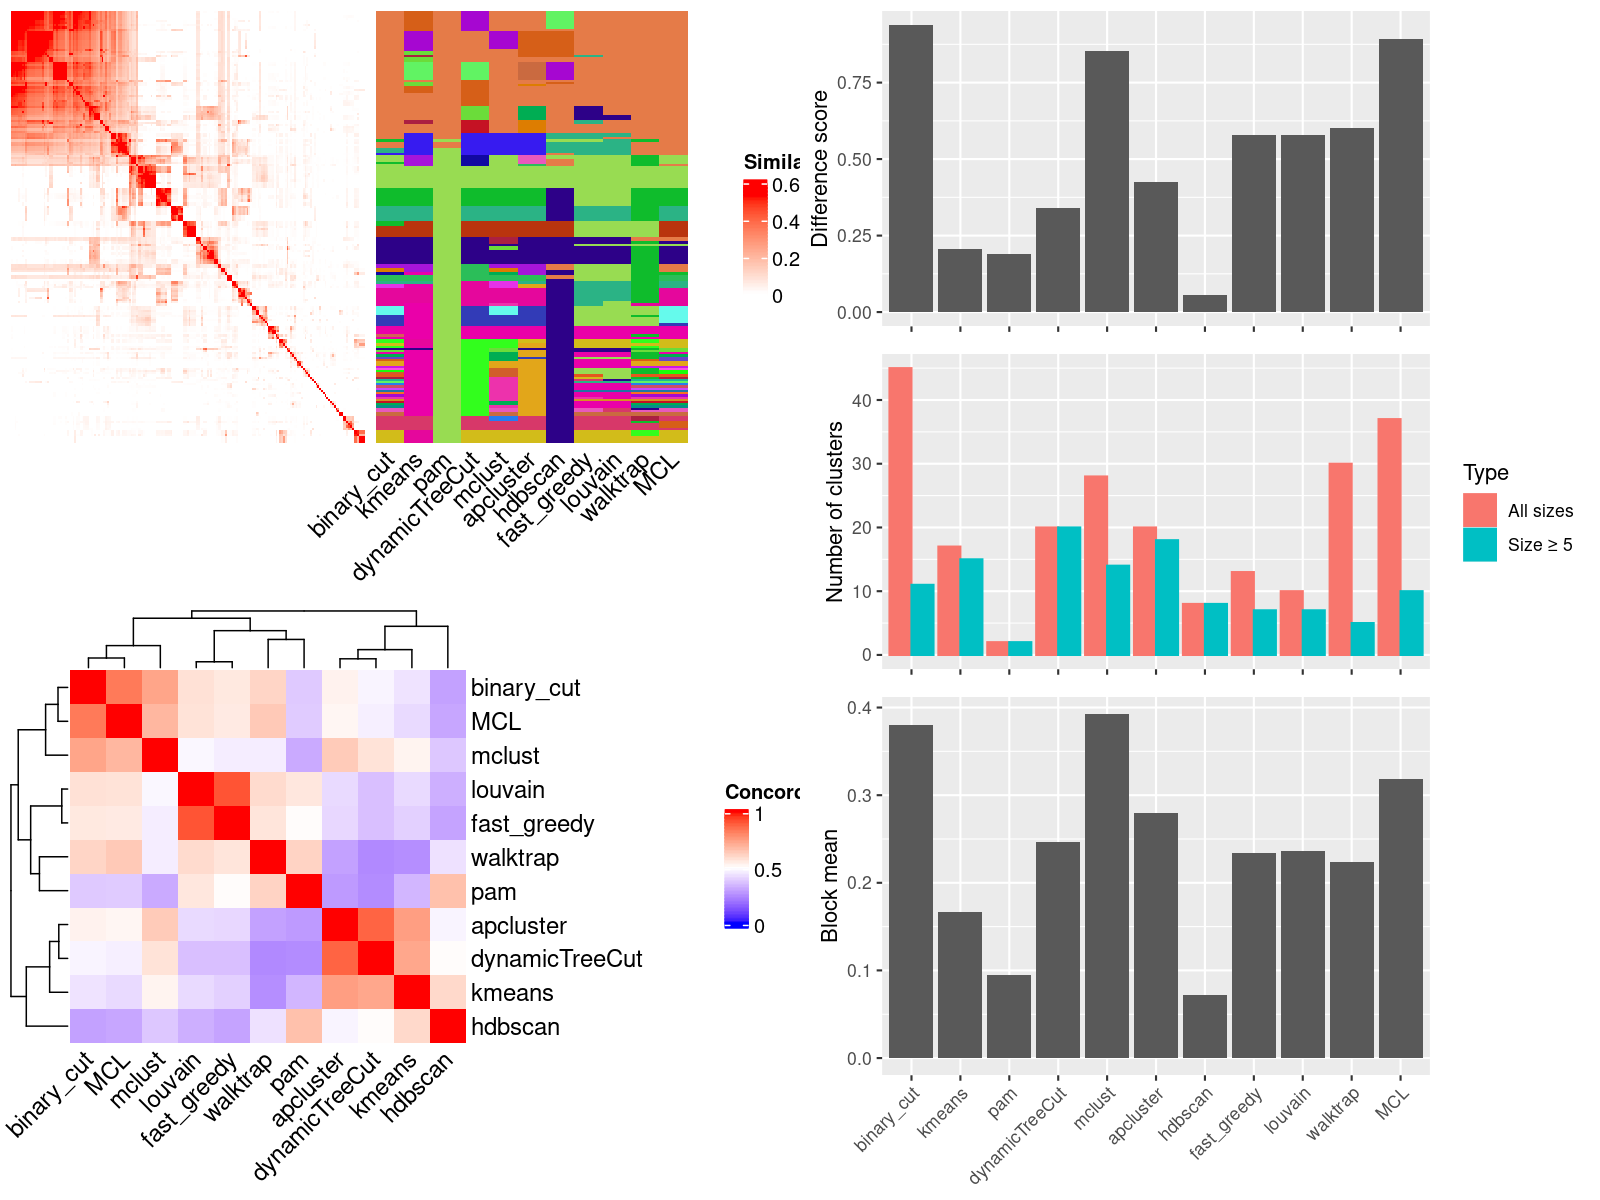 Simila
0.6
0.4
0.2
0
binary_cut
kmeans
pam
dynamicTreeCut
mclust
apcluster
hdbscan
fast_greedy
louvain
walktrap
MCL
binary_cut
MCL
mclust
louvain
fast_greedy
walktrap
pam
apcluster
dynamicTreeCut
kmeans
hdbscan
binary_cut
MCL
mclust
louvain
fast_greedy
walktrap
pam
apcluster
dynamicTreeCut
kmeans
hdbscan
Concord
1
0.5
0
Difference score
0.75
0.50
0.25
0.00
Number of clusters
40
30
20
10
0
Type
All sizes
Size ≥ 5
Block mean
0.4
0.3
0.2
0.1
0.0
binary_cut
kmeans
pam
dynamicTreeCut
mclust
apcluster
hdbscan
fast_greedy
louvain
walktrap
MCL